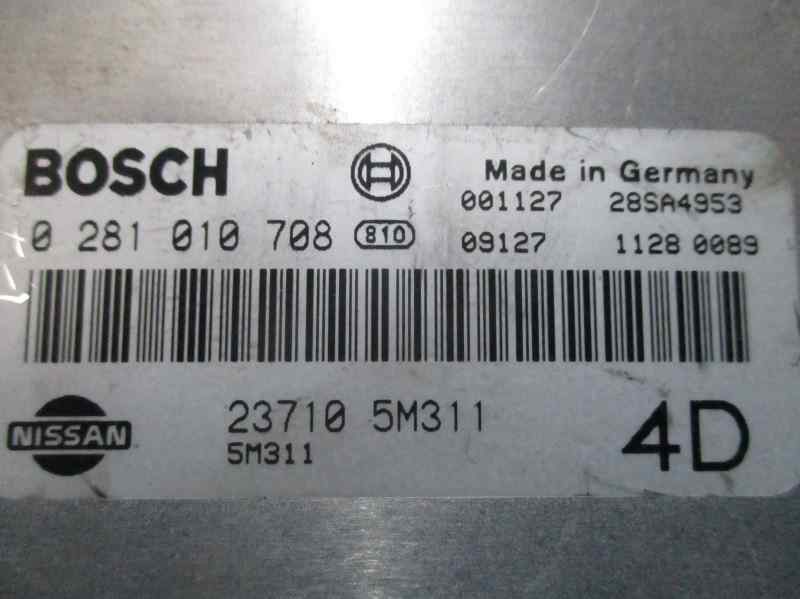 BOSCH
Made in Germany
001127 28SA4953
0 281 010 708 810
09127 1128 0089
NISSAN
23710 5M311
5M311
4D